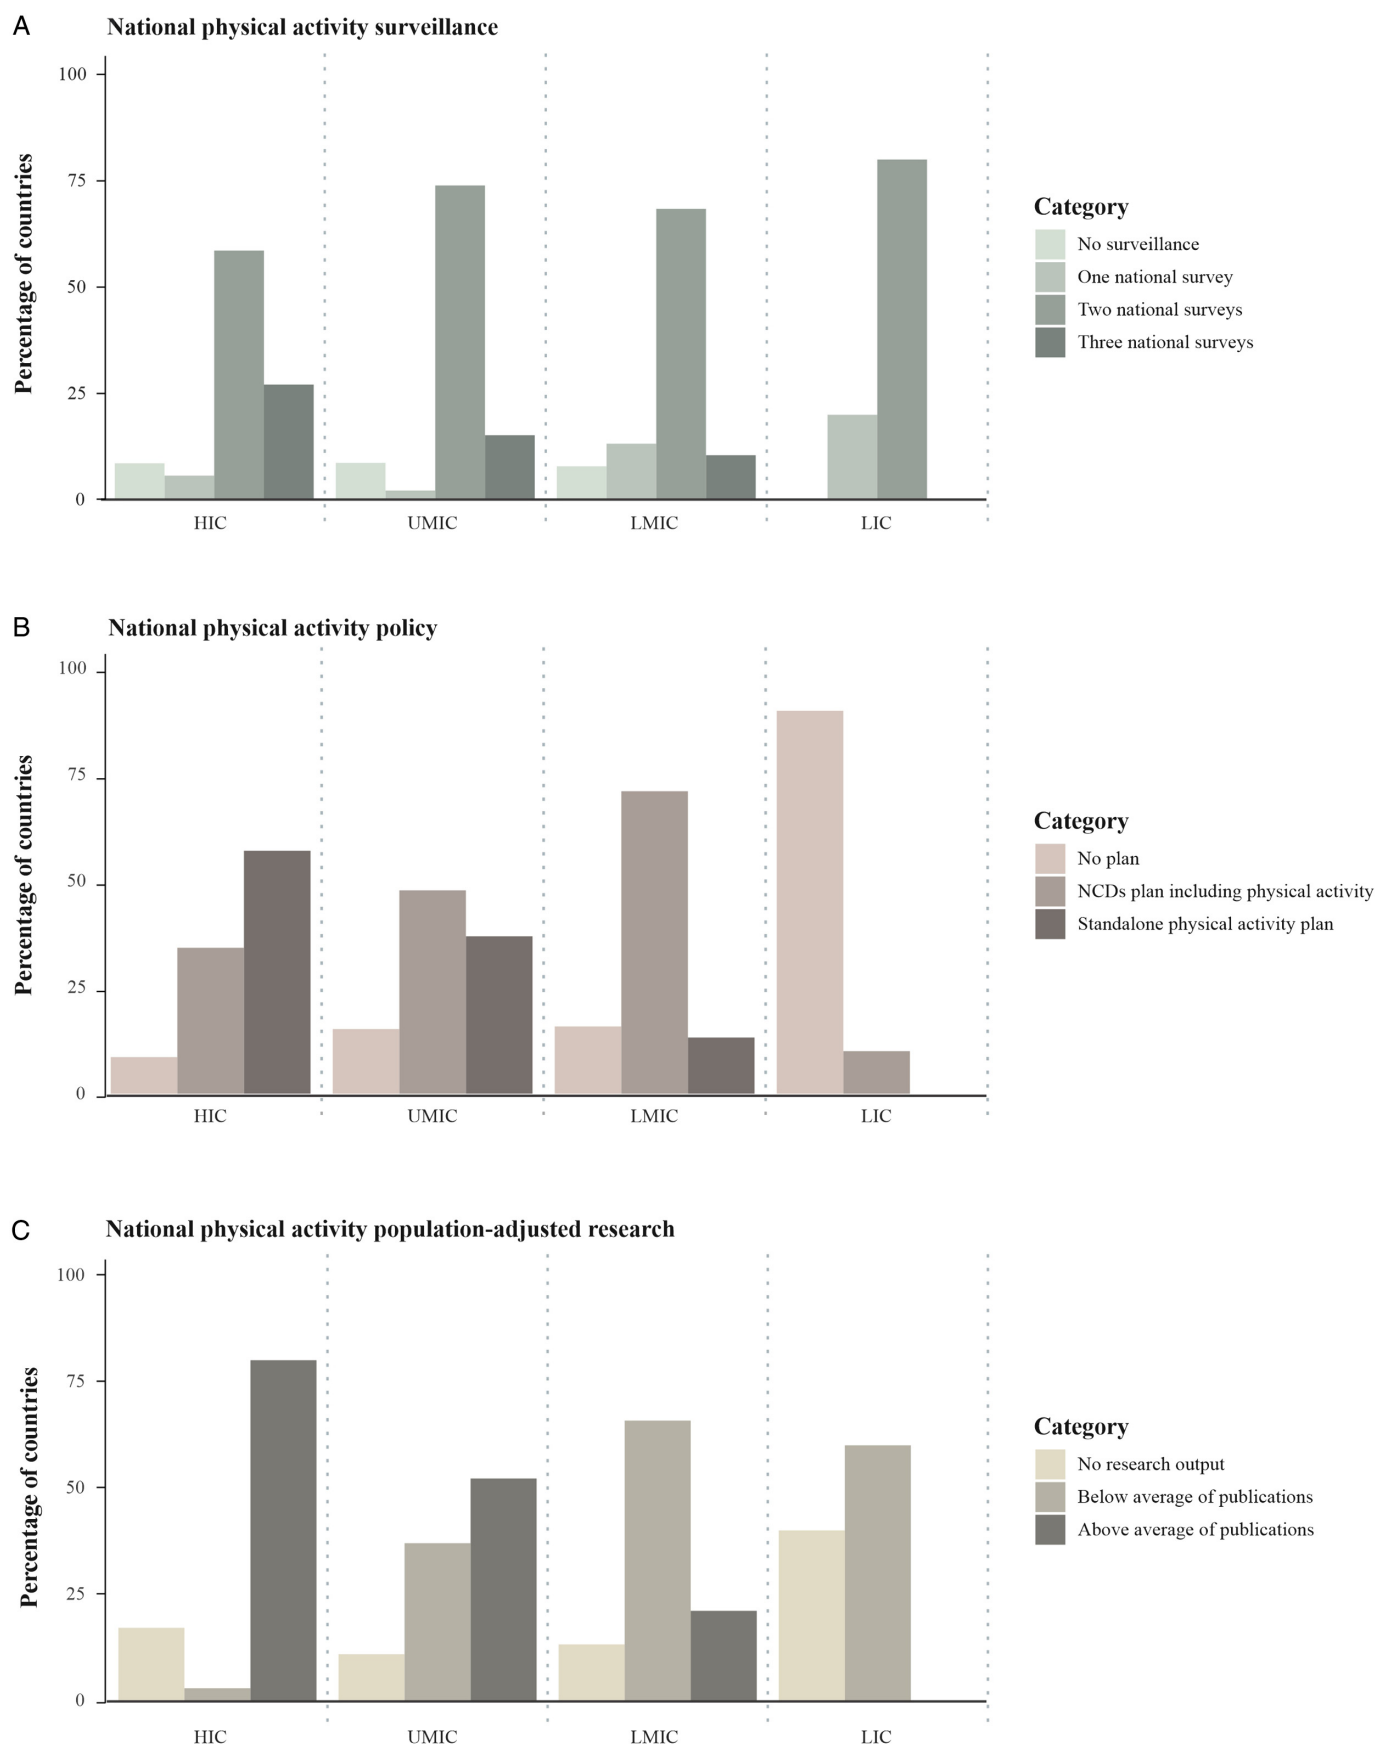 A
National physical activity surveillance
Percentage of countries
100
75
50
25
0
HIC
UMIC
LMIC
LIC
Category
No surveillance
One national survey
Two national surveys
Three national surveys
B
National physical activity policy
Percentage of countries
100
75
50
25
0
HIC
UMIC
LMIC
LIC
Category
No plan
NCDs plan including physical activity
Standalone physical activity plan
C
National physical activity population-adjusted research
Percentage of countries
100
75
50
25
0
HIC
UMIC
LMIC
LIC
Category
No research output
Below average of publications
Above average of publications